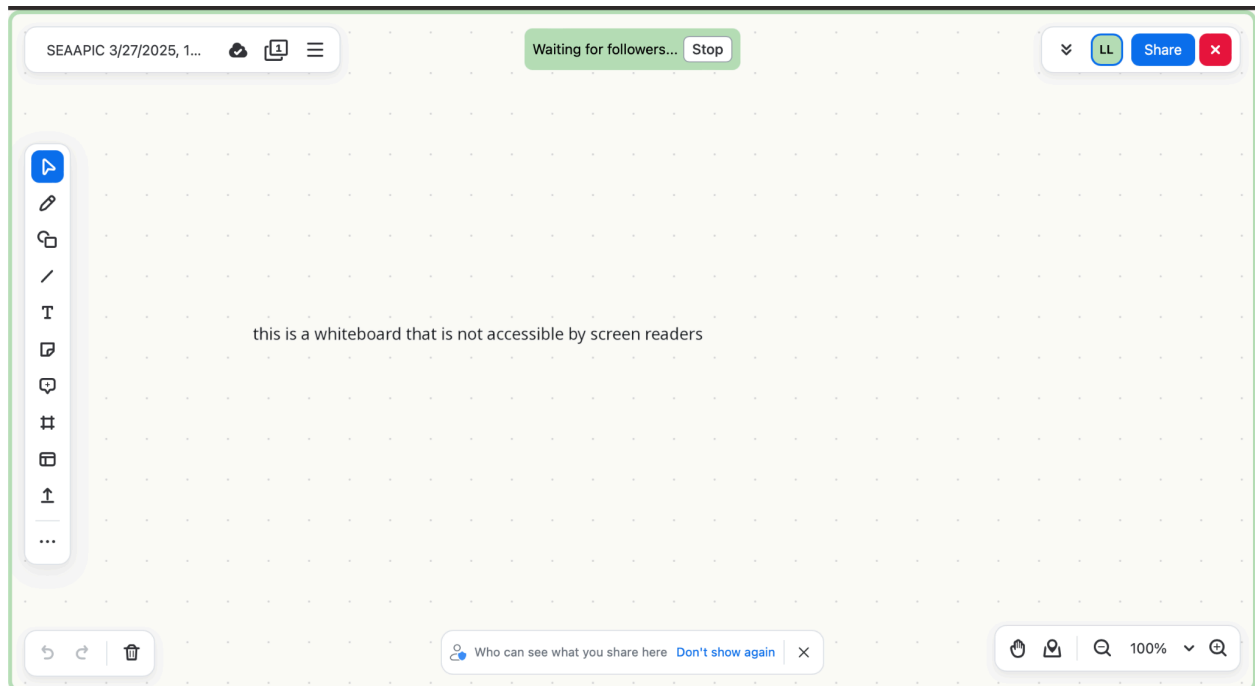 SEAAPIC 3/27/2025, 1...
1
Waiting for followers... Stop
LL Share
T
this is a whiteboard that is not accessible by screen readers
Who can see what you share here Don't show again
100%